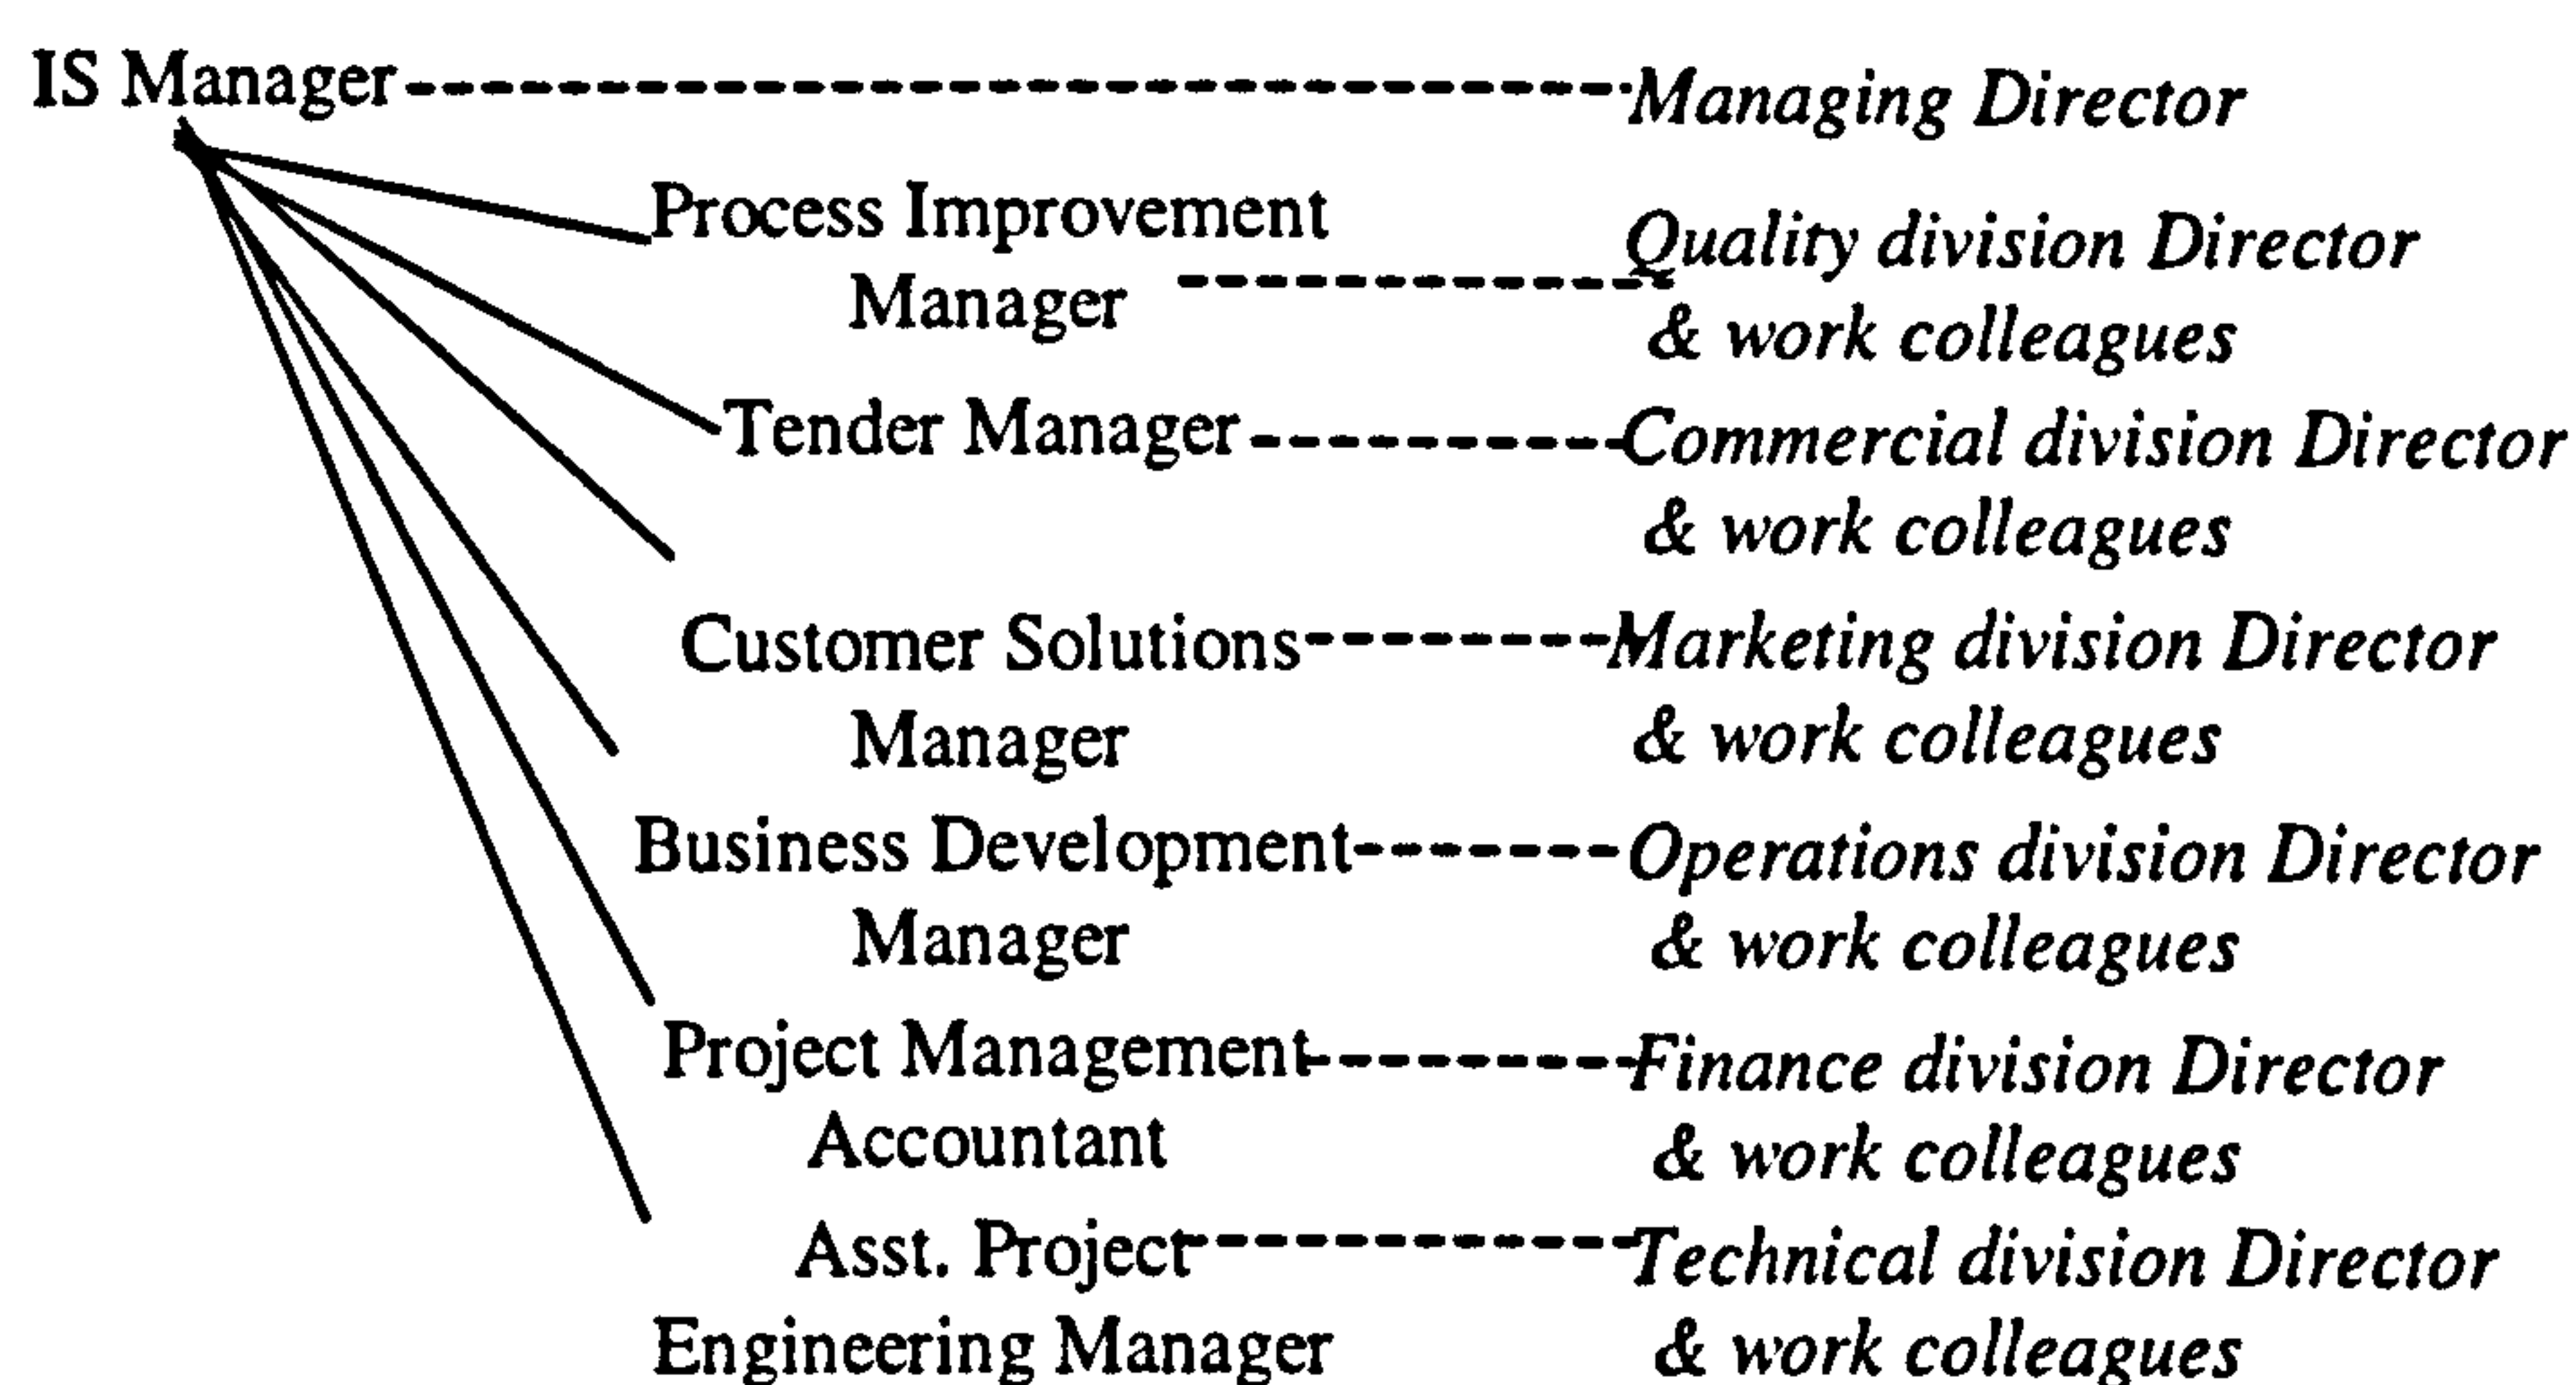 IS Manager Managing Director
Process Improvement Quality division Director
Manager & work colleagues
Tender Manager Commercial division Director
& work colleagues
Customer Solutions Marketing division Director
Manager & work colleagues
Business Development Operations division Director
Manager & work colleagues
Project Management Finance division Director
Accountant & work colleagues
Asst. Project Technical division Director
Engineering Manager & work colleagues